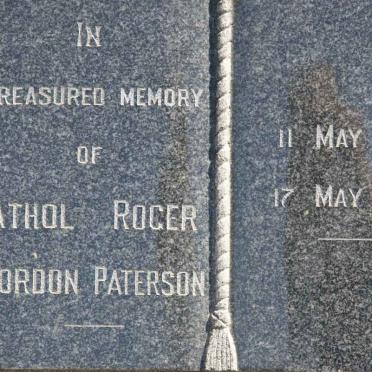 IN
REASURED MEMORY
OF
ATHOL ROGER
ORDON PATERSON
11 MAY
17 MAY